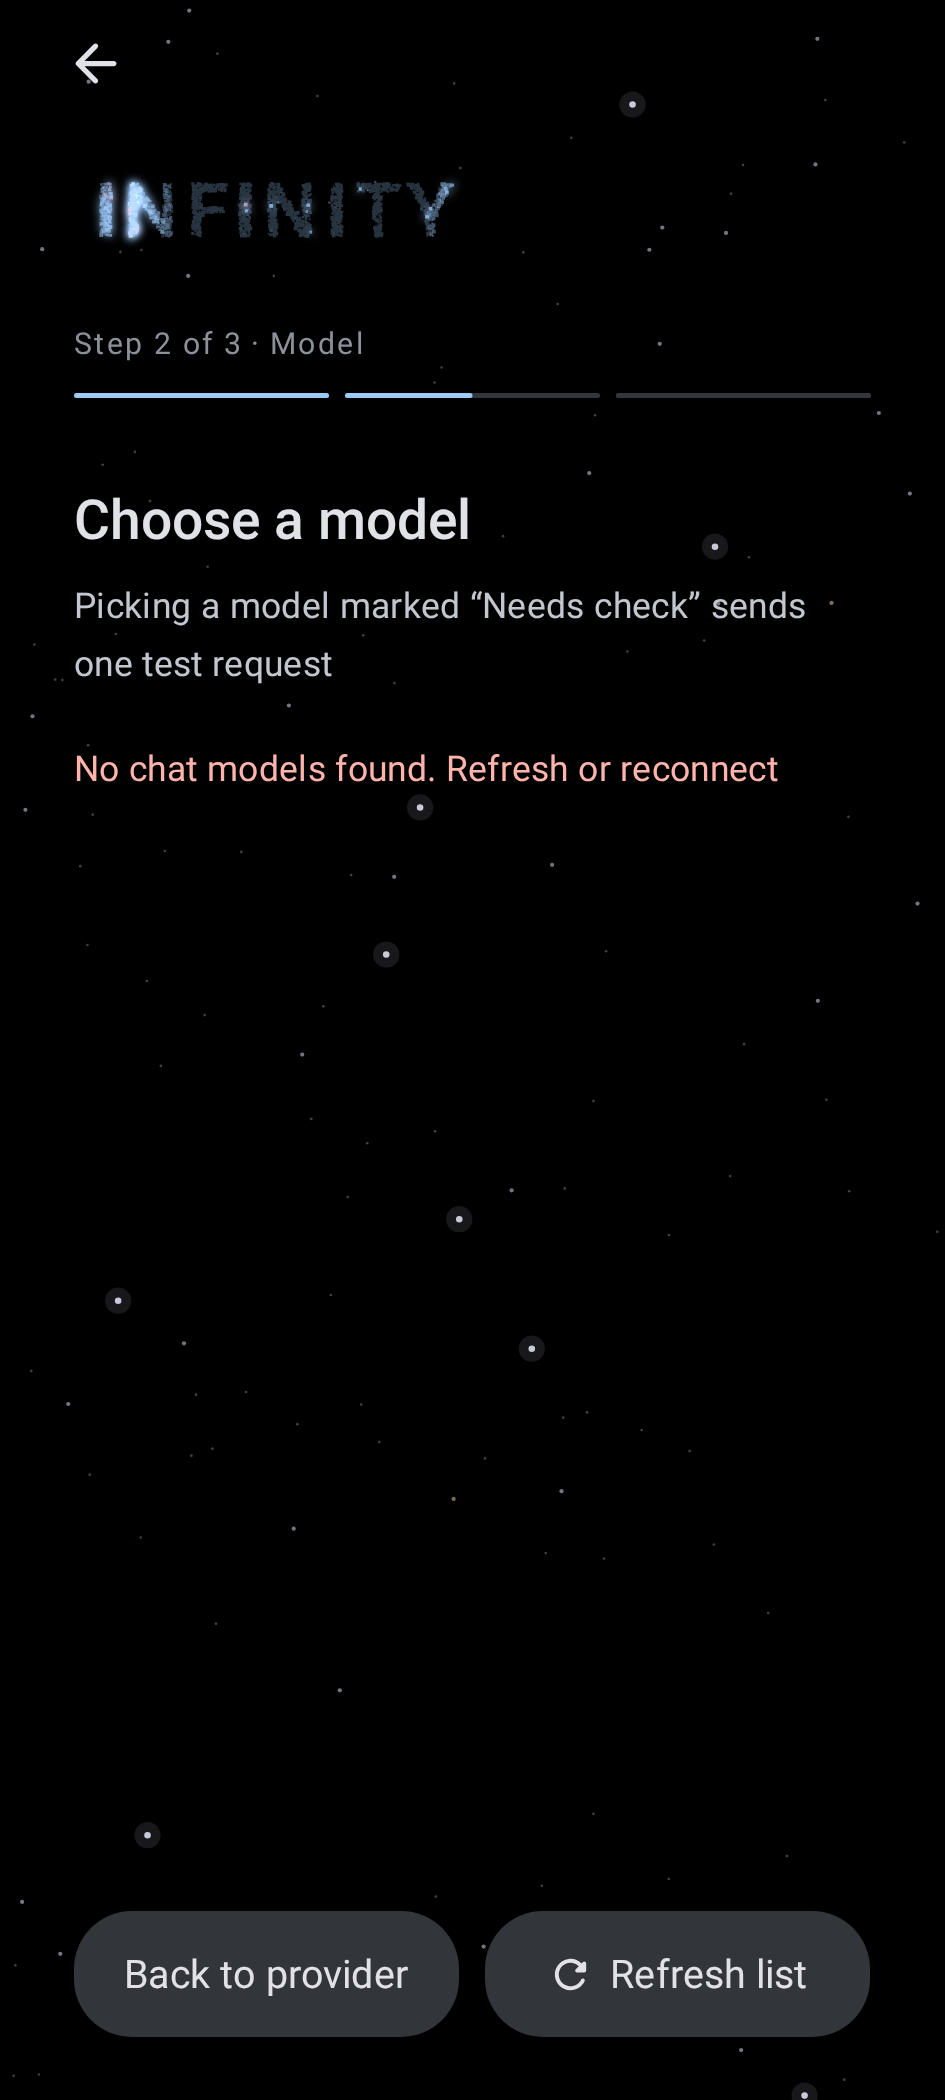 INFINITY
Step 2 of 3 · Model
Choose a model
Picking a model marked “Needs check” sends
one test request
No chat models found. Refresh or reconnect
Back to provider
Refresh list